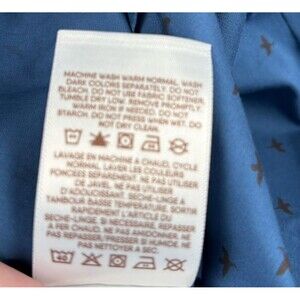 MACHINE WASH WARM NORMAL. WASH
DARK COLORS SEPARATELY. DO NOT
BLEACH. DO NOT USE FABRIC SOFTENER.
TUMBLE DRY LOW. REMOVE PROMPTLY.
WARM IRON IF NEEDED. DO NOT
STARCH. DO NOT PRESS WHEN WET. DO
NOT DRY CLEAN.
LAVAGE EN MACHINE À CHAUD, CYCLE
NORMAL. LAVER LES COULEURS
FONCÉES SÉPARÉMENT. NE PAS UTILISER
DE JAVEL. NE PAS UTILISER
D'ADOUCISSANT. SÈCHE-LINGE À
TAMBOUR BASSE TEMPÉRATURE. SORTIR
RAPIDEMENT L'ARTICLE DU
SÈCHE-LINGE. SI NÉCESSAIRE, REPASSER
À FER CHAUD. NE PAS AMIDONNER. NE
PAS REPASSER/PRESSER SI HUMIDE. NE
PAS NETTOYER À SEC.
40